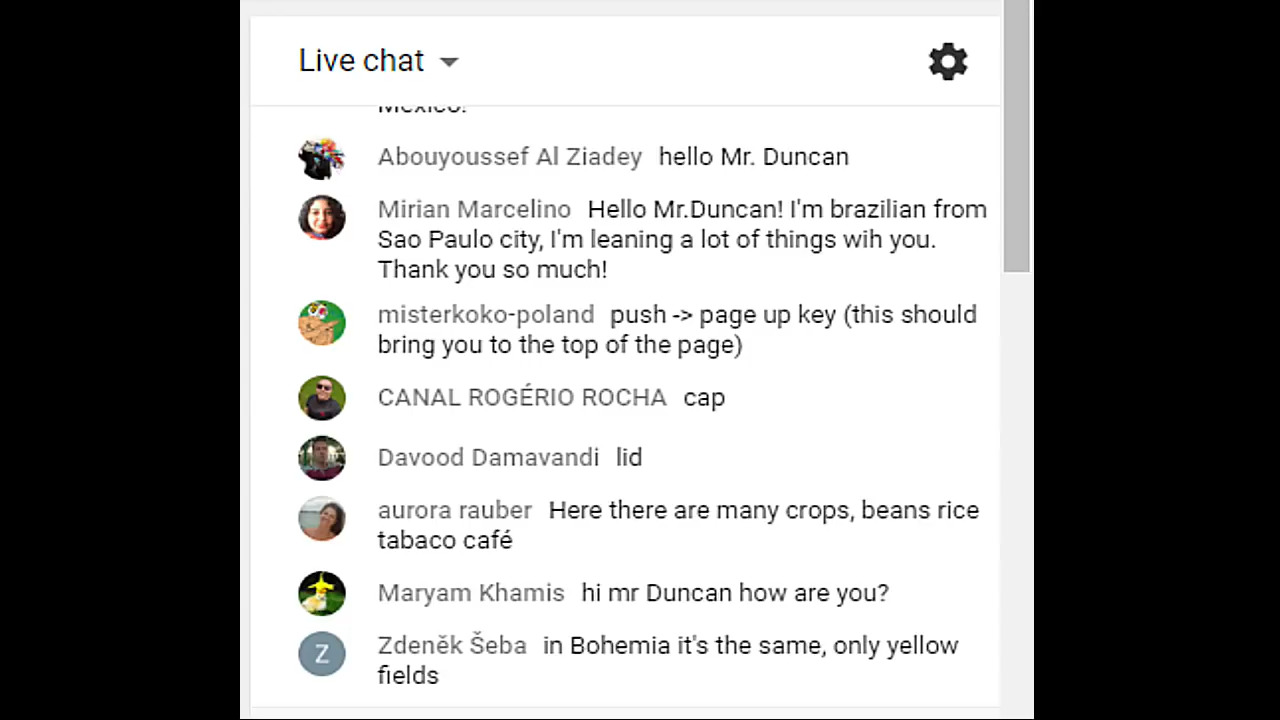 Live chat
Mexico!
Abouyoussef Al Ziadey hello Mr. Duncan
Mirian Marcelino Hello Mr.Duncan! I'm brazilian from
Sao Paulo city, I'm leaning a lot of things wih you.
Thank you so much!
misterkoko-poland push -> page up key (this should
bring you to the top of the page)
CANAL ROGÉRIO ROCHA cap
Davood Damavandi lid
aurora rauber Here there are many crops, beans rice
tabaco café
Maryam Khamis hi mr Duncan how are you?
Z
Zdeněk Šeba in Bohemia it's the same, only yellow
fields